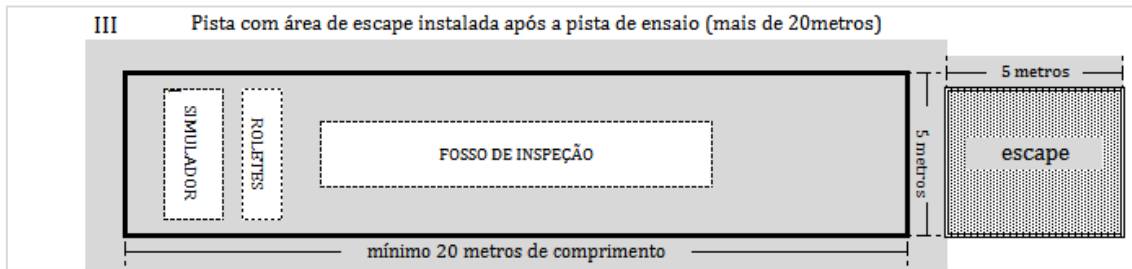 III Pista com área de escape instalada após a pista de ensaio (mais de 20metros)
5 metros
SIMULADOR
ROLETES
FOSSO DE INSPEÇÃO
5 metros
escape
mínimo 20 metros de comprimento